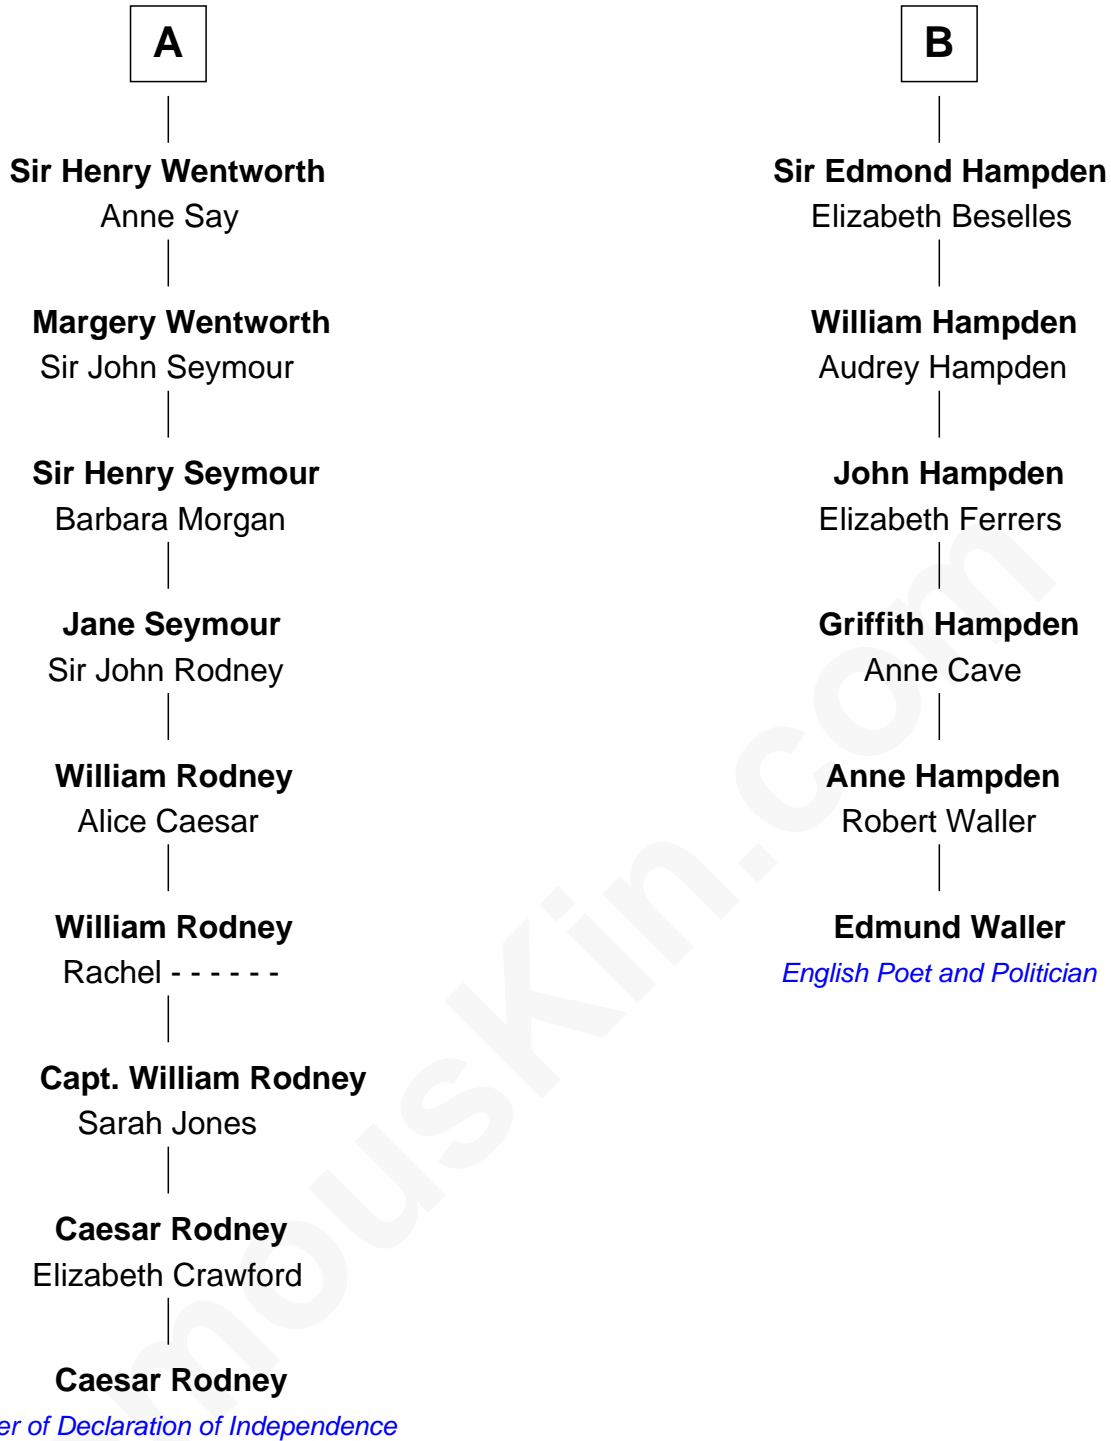 A
Sir Henry Wentworth
Anne Say
Margery Wentworth
Sir John Seymour
Sir Henry Seymour
Barbara Morgan
Jane Seymour
Sir John Rodney
William Rodney
Alice Caesar
William Rodney
Rachel - - - - - -
Capt. William Rodney
Sarah Jones
Caesar Rodney
Elizabeth Crawford
Caesar Rodney
er of Declaration of Independence
B
Sir Edmond Hampden
Elizabeth Beselles
William Hampden
Audrey Hampden
John Hampden
Elizabeth Ferrers
Griffith Hampden
Anne Cave
Anne Hampden
Robert Waller
Edmund Waller
English Poet and Politician
mouskin.com